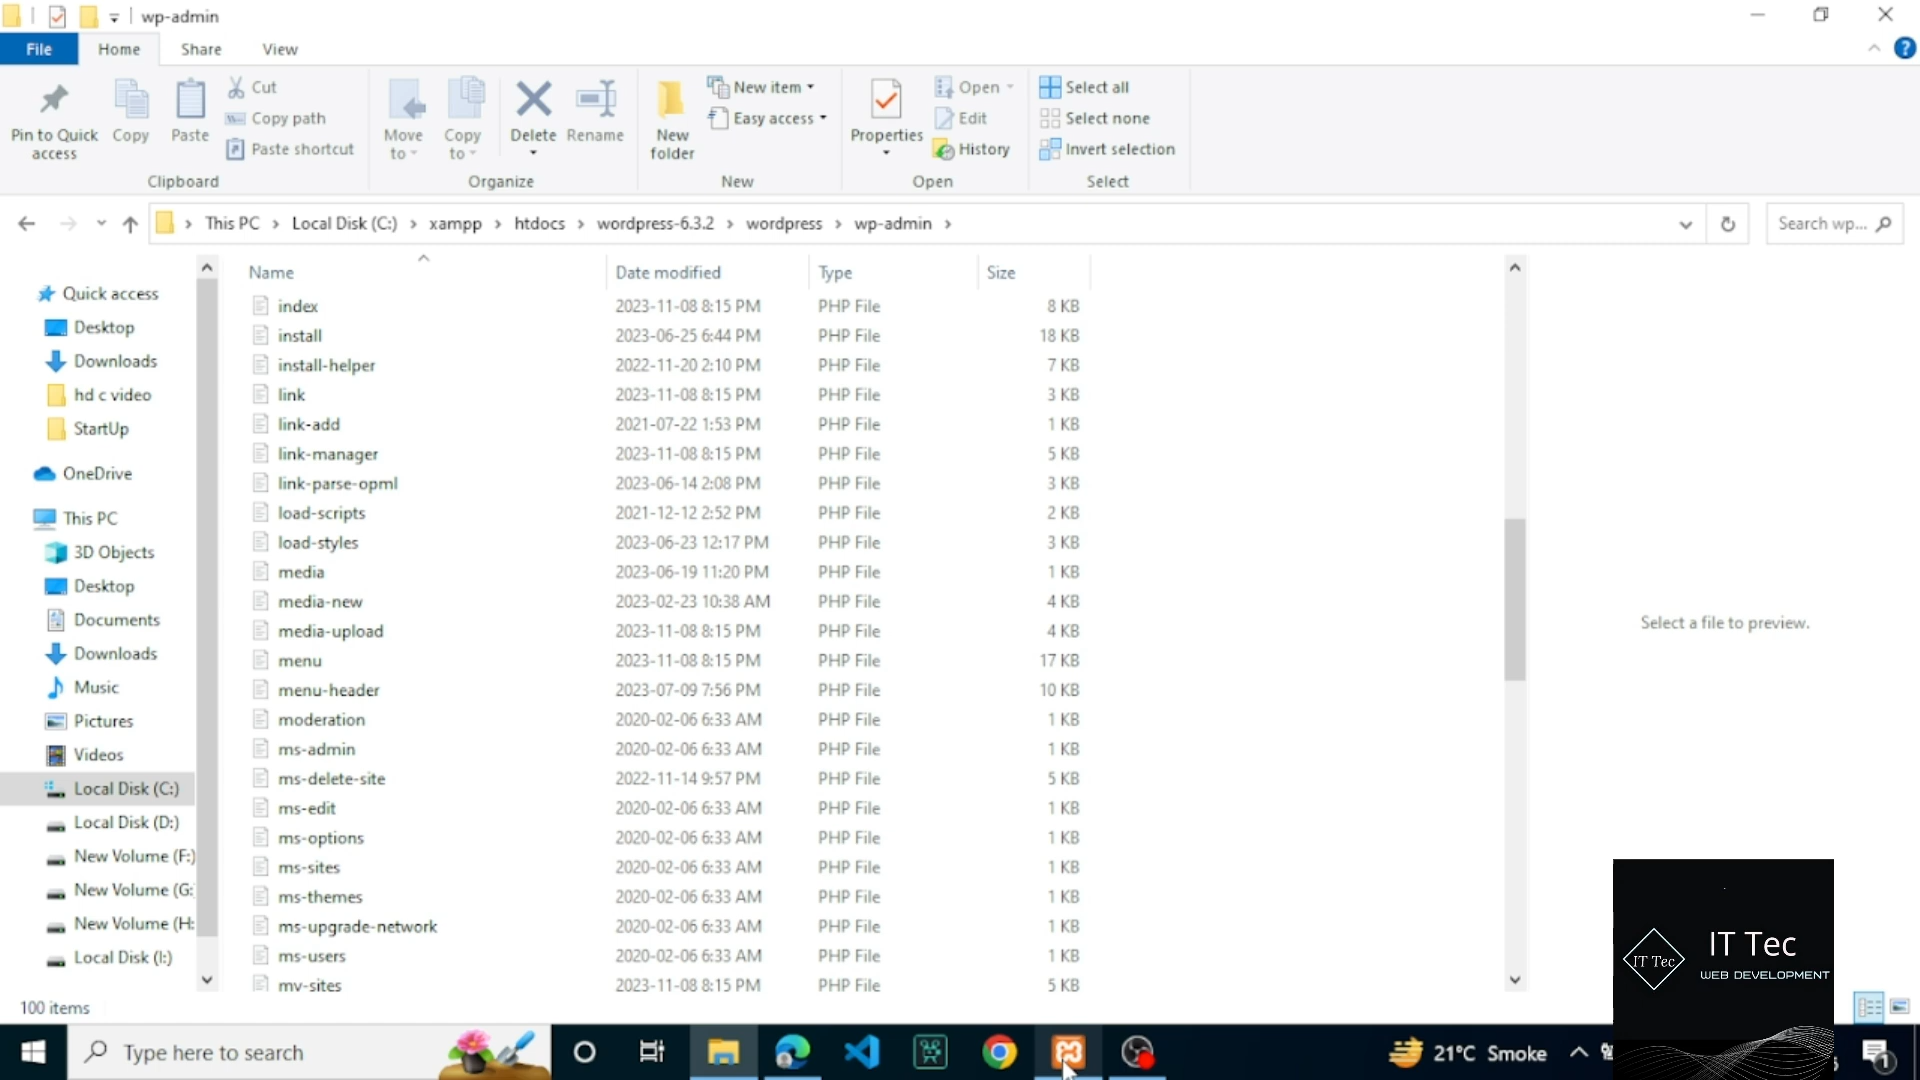 wp-admin
File Home Share View
Pin to Quick access
Copy
Paste
Cut
Copy path
Paste shortcut
Clipboard
Move to
Copy to
Delete
Rename
Organize
New folder
New item
Easy access
New
Properties
Open
Edit
History
Open
Select all
Select none
Invert selection
Select
This PC Local Disk (C:) xampp htdocs wordpress-6.3.2 wordpress wp-admin
Search wp...
Quick access
Desktop
Downloads
hd c video
StartUp
OneDrive
This PC
3D Objects
Desktop
Documents
Downloads
Music
Pictures
Videos
Local Disk (C:)
Local Disk (D:)
New Volume (F:)
New Volume (G:
New Volume (H:
Local Disk (I:)
Name Date modified Type Size
index 2023-11-08 8:15 PM PHP File 8 KB
install 2023-06-25 6:44 PM PHP File 18 KB
install-helper 2022-11-20 2:10 PM PHP File 7 KB
link 2023-11-08 8:15 PM PHP File 3 KB
link-add 2021-07-22 1:53 PM PHP File 1 KB
link-manager 2023-11-08 8:15 PM PHP File 5 KB
link-parse-opml 2023-06-14 2:08 PM PHP File 3 KB
load-scripts 2021-12-12 2:52 PM PHP File 2 KB
load-styles 2023-06-23 12:17 PM PHP File 3 KB
media 2023-06-19 11:20 PM PHP File 1 KB
media-new 2023-02-23 10:38 AM PHP File 4 KB
media-upload 2023-11-08 8:15 PM PHP File 4 KB
menu 2023-11-08 8:15 PM PHP File 17 KB
menu-header 2023-07-09 7:56 PM PHP File 10 KB
moderation 2020-02-06 6:33 AM PHP File 1 KB
ms-admin 2020-02-06 6:33 AM PHP File 1 KB
ms-delete-site 2022-11-14 9:57 PM PHP File 5 KB
ms-edit 2020-02-06 6:33 AM PHP File 1 KB
ms-options 2020-02-06 6:33 AM PHP File 1 KB
ms-sites 2020-02-06 6:33 AM PHP File 1 KB
ms-themes 2020-02-06 6:33 AM PHP File 1 KB
ms-upgrade-network 2020-02-06 6:33 AM PHP File 1 KB
ms-users 2020-02-06 6:33 AM PHP File 1 KB
my-sites 2023-11-08 8:15 PM PHP File 5 KB
Select a file to preview.
IT Tec
IT Tec
WEB DEVELOPMENT
100 items
Type here to search
21°C Smoke
1